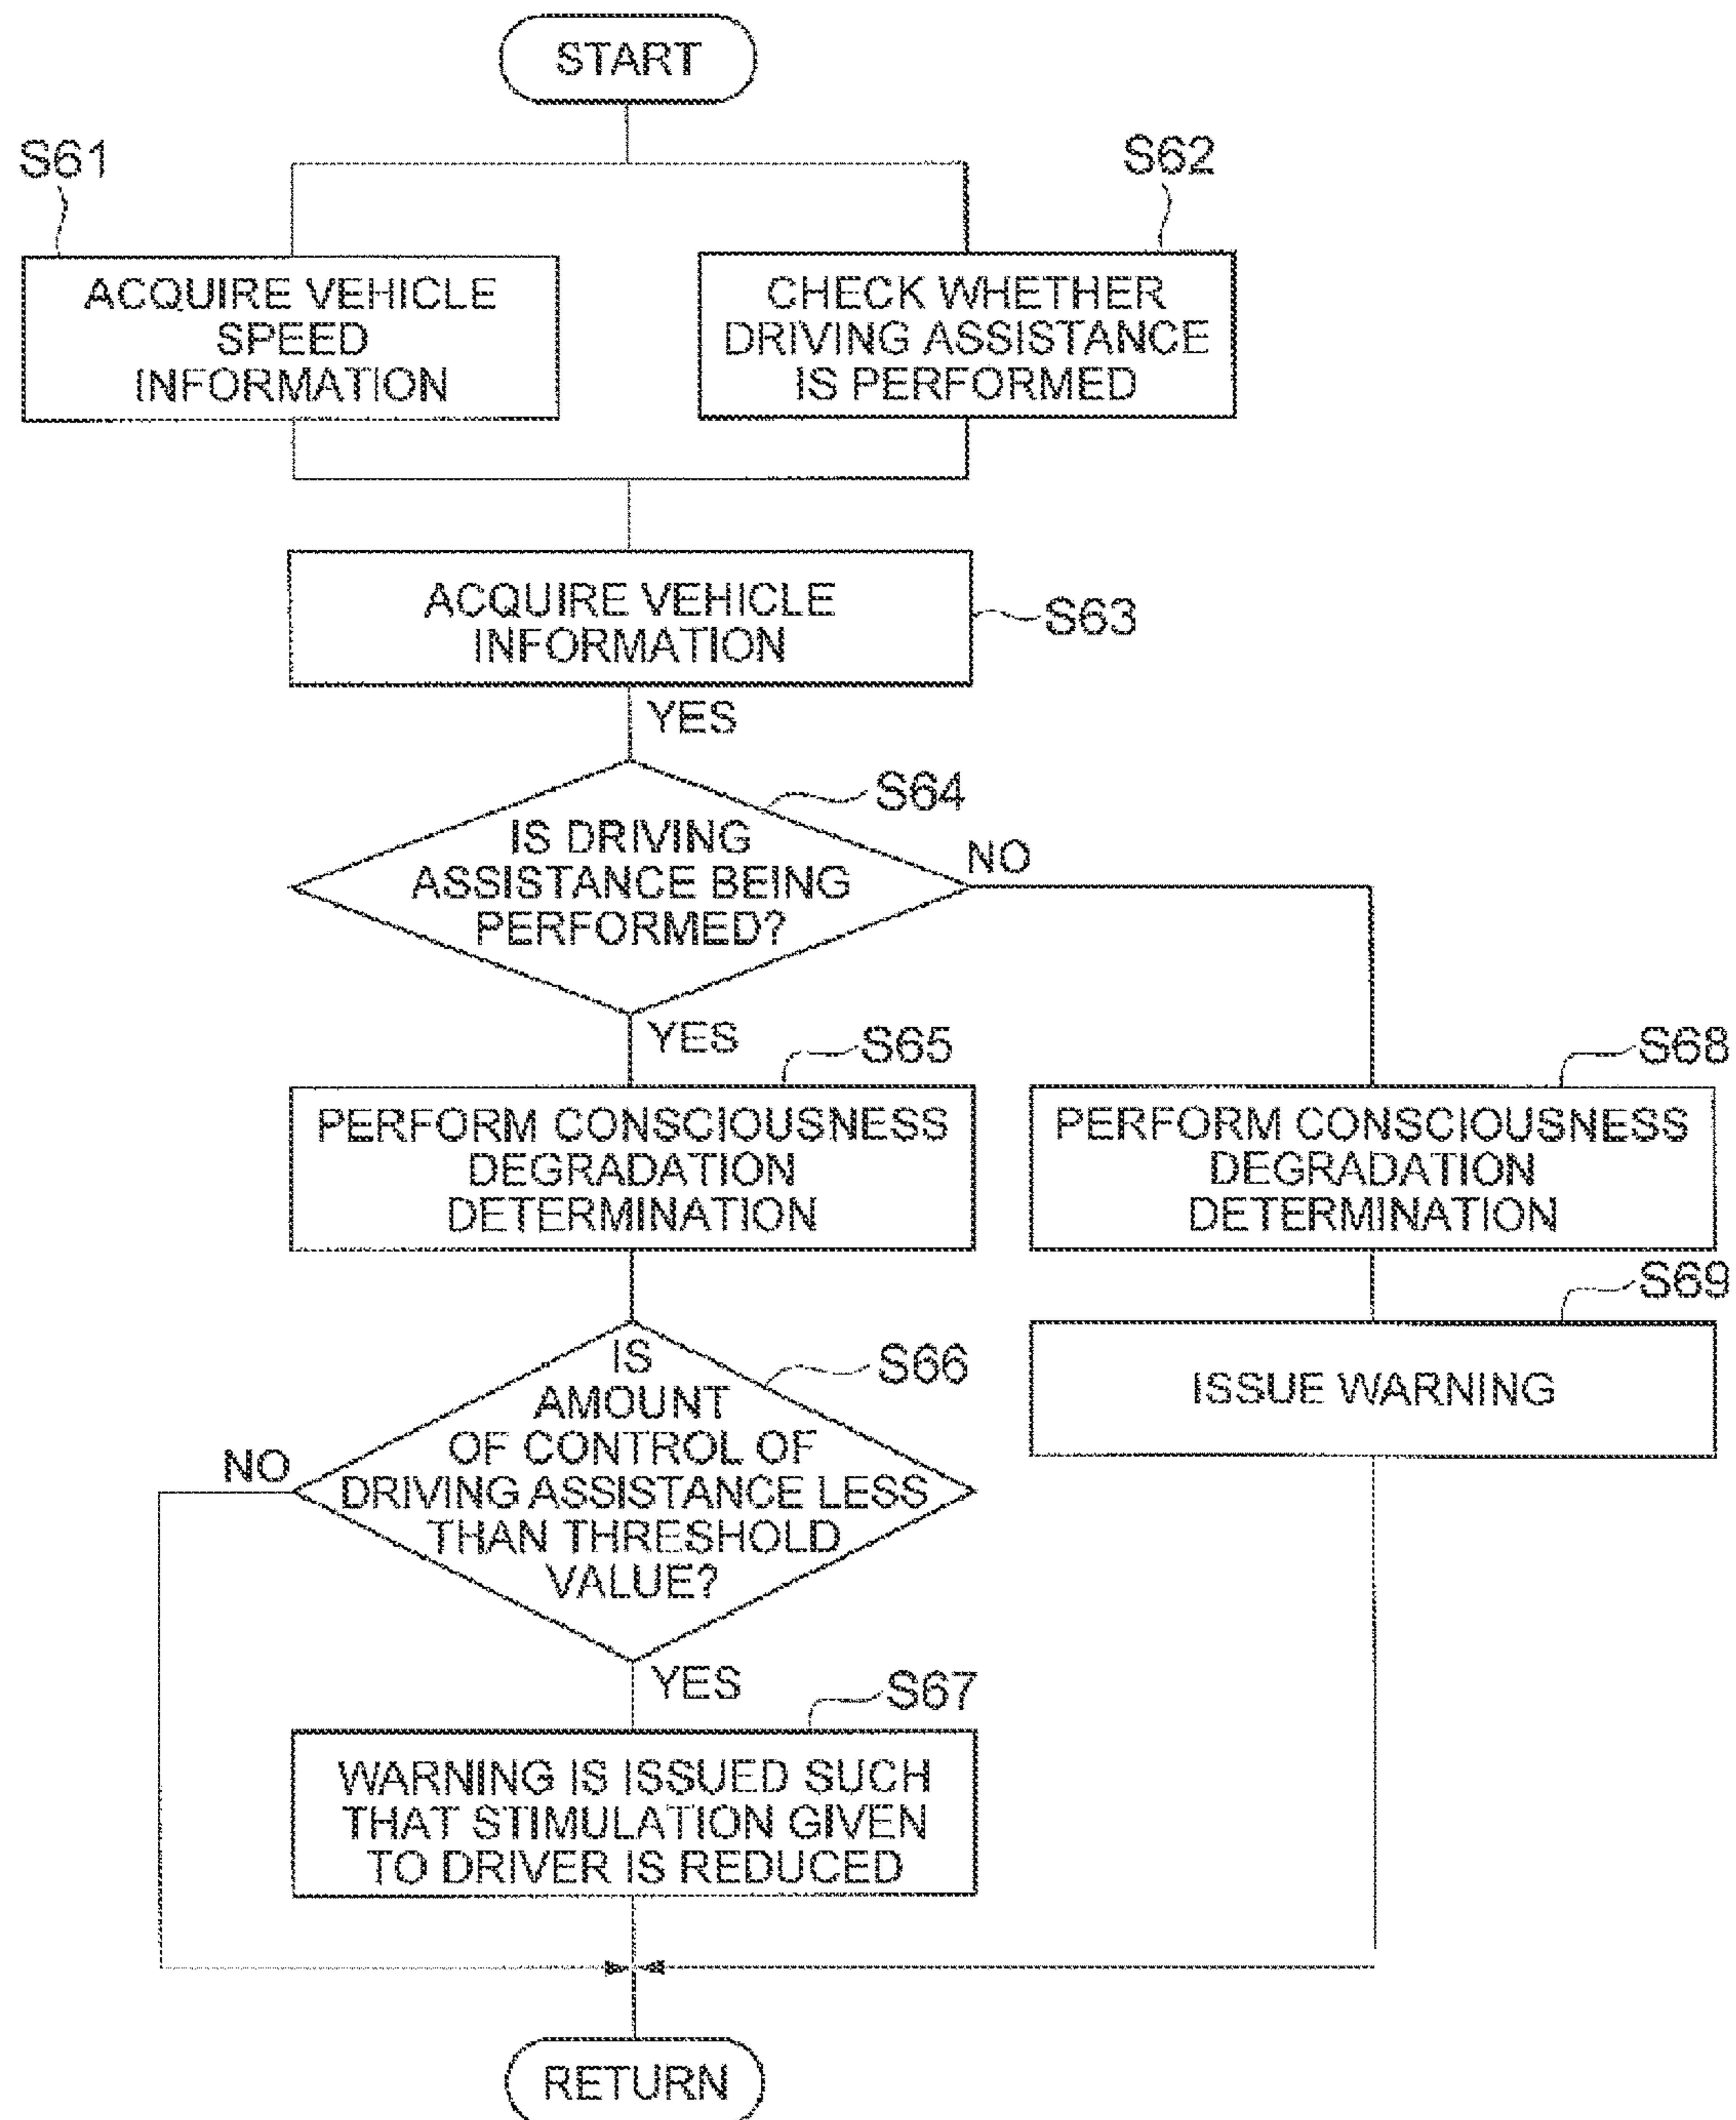 START
S61
S62
ACQUIRE VEHICLE
SPEED
INFORMATION
CHECK WHETHER
DRIVING ASSISTANCE
IS PERFORMED
ACQUIRE VEHICLE
INFORMATION
S63
YES
S64
IS DRIVING
ASSISTANCE BEING
PERFORMED?
NO
YES
S65
S68
PERFORM CONSCIOUSNESS
DEGRADATION
DETERMINATION
PERFORM CONSCIOUSNESS
DEGRADATION
DETERMINATION
S69
S66
IS
AMOUNT
OF CONTROL OF
DRIVING ASSISTANCE LESS
THAN THRESHOLD
VALUE?
ISSUE WARNING
NO
YES
S67
WARNING IS ISSUED SUCH
THAT STIMULATION GIVEN
TO DRIVER IS REDUCED
RETURN